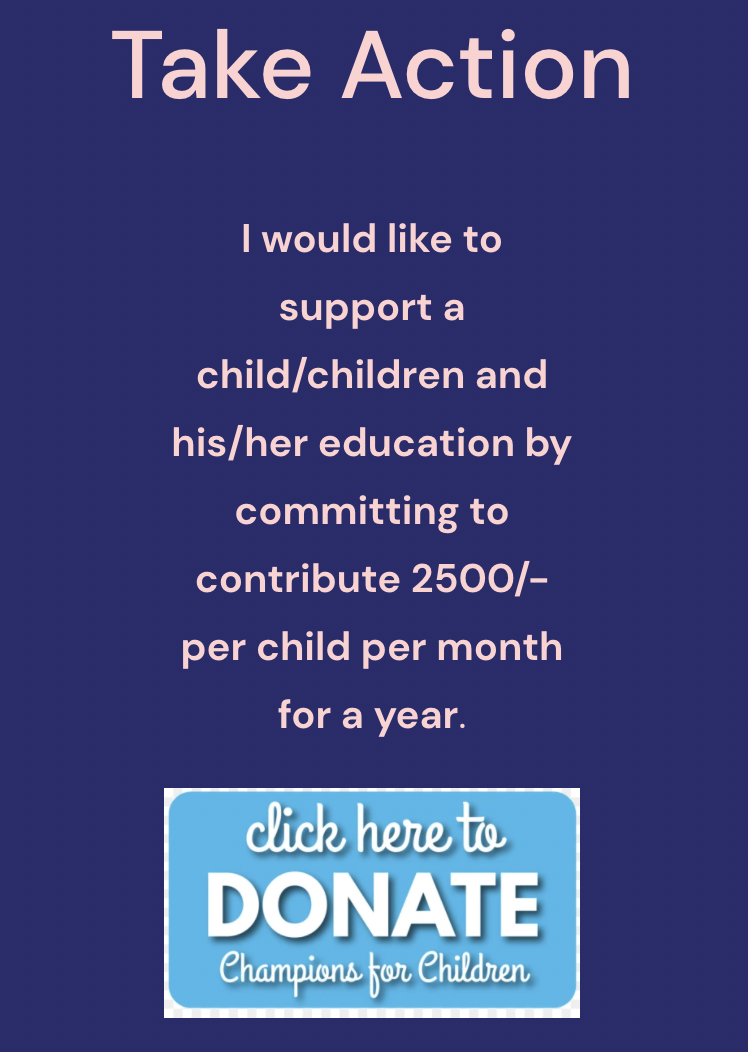 Take Action
I would like to
support a
child/children and
his/her education by
committing to
contribute 2500/-
per child per month
for a year.
click here to
DONATE
Champions for Children